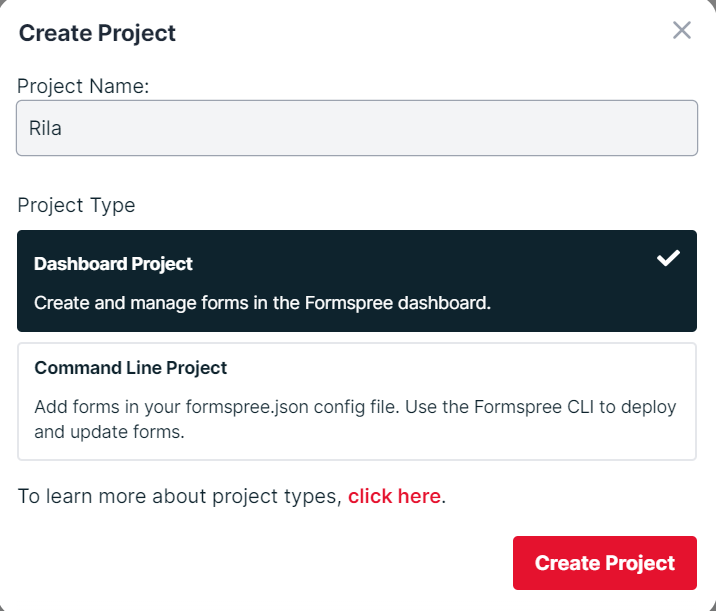 Create Project
Project Name:
Rila
Project Type
Dashboard Project
Create and manage forms in the Formspree dashboard.
Command Line Project
Add forms in your formspree.json config file. Use the Formspree CLI to deploy
and update forms.
To learn more about project types, click here.
Create Project